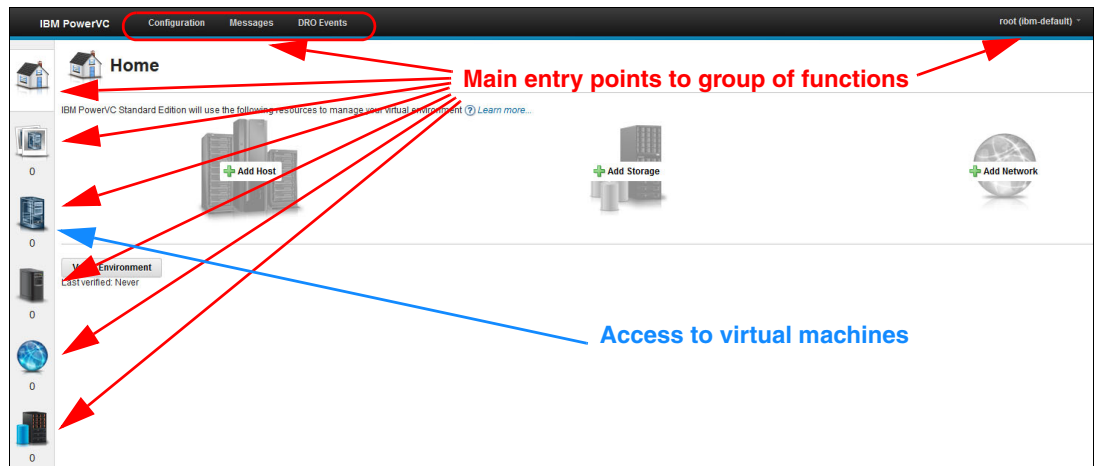 IBM PowerVC Configuration Messages DRO Events root (ibm-default)
Home
Main entry points to group of functions
IBM PowerVC Standard Edition will use the following resources to manage your virtual environment ? Learn more...
Add Host Add Storage Add Network
0
0
Environment
Last verified: Never
0
Access to virtual machines
0
0